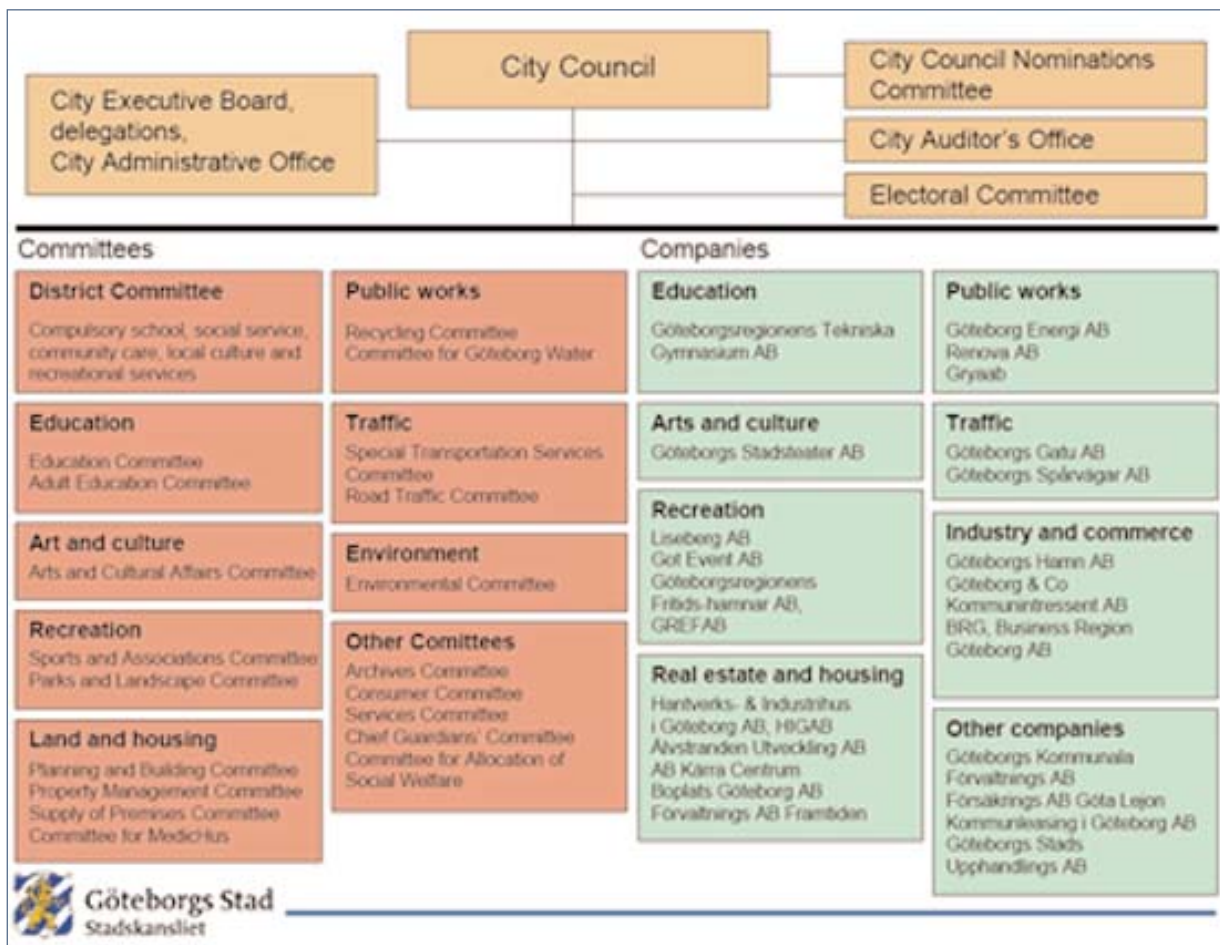 City Council
City Executive Board,
delegations,
City Administrative Office
City Council Nominations
Committee
City Auditor's Office
Electoral Committee
Committees
District Committee
Compulsory school, social service,
community care, local culture and
recreational services
Education
Education Committee
Adult Education Committee
Art and culture
Arts and Cultural Affairs Committee
Recreation
Sports and Associations Committee
Parks and Landscape Committee
Land and housing
Planning and Building Committee
Property Management Committee
Supply of Premises Committee
Committee for MedicHus
Public works
Recycling Committee
Committee for Göteborg Water
Traffic
Special Transportation Services
Committee
Road Traffic Committee
Environment
Environmental Committee
Other Comittees
Archives Committee
Consumer Committee
Services Committee
Chief Guardians' Committee
Committee for Allocation of
Social Welfare
Companies
Education
Göteborgsregionens Tekniska
Gymnasium AB
Arts and culture
Göteborgs Stadsteater AB
Recreation
Liseberg AB
Got Event AB
Göteborgsregionens
Fritids-hamnar AB,
GREFAB
Real estate and housing
Hantverks- & Industrihus
i Göteborg AB, HIGAB
Älvstranden Utveckling AB
AB Kärra Centrum
Boplats Göteborg AB
Förvaltnings AB Framtiden
Public works
Göteborg Energi AB
Renova AB
Gryaab
Traffic
Göteborgs Gatu AB
Göteborgs Spårvägar AB
Industry and commerce
Göteborgs Hamn AB
Göteborg & Co
Kommunintressent AB
BRG, Business Region
Göteborg AB
Other companies
Göteborgs Kommunala
Förvaltnings AB
Försäkrings AB Göta Lejon
Kommunleasing i Göteborg AB
Göteborgs Stads
Upphandlings AB
Göteborgs Stad
Stadskansliet